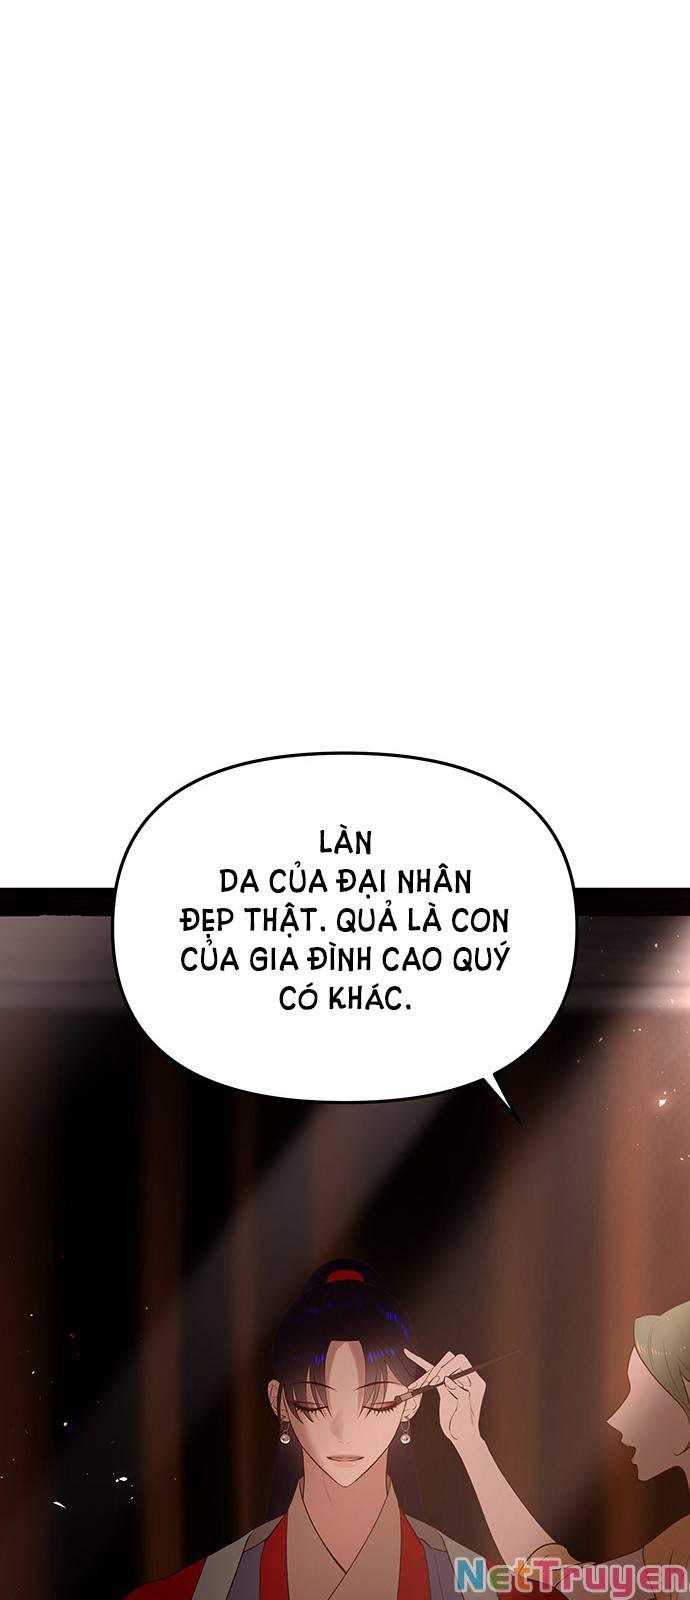 LÀN
DA CỦA ĐẠI NHÂN
ĐẸP THẬT. QUẢ LÀ CON
CỦA GIA ĐÌNH CAO QUÝ
CÓ KHÁC.
NetTruyen